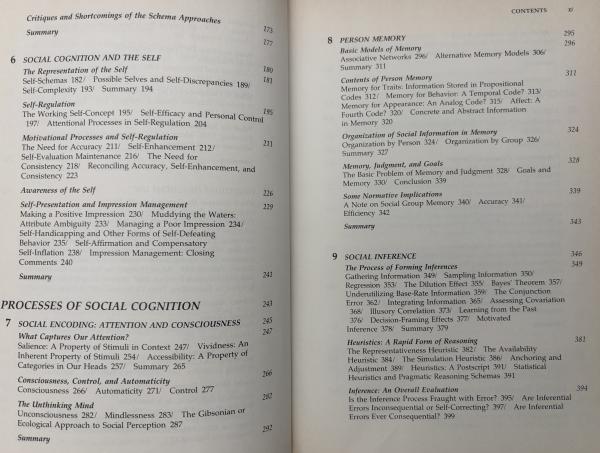 Critiques and Shortcomings of the Schema Approaches 173
Summary 177
6 SOCIAL COGNITION AND THE SELF 180
The Representation of the Self 181
Self-Schemas 182/ Possible Selves and Self-Discrepancies 189/
Self-Complexity 193/ Summary 194
Self-Regulation 195
The Working Self-Concept 195/ Self-Efficacy and Personal Control
197/ Attentional Processes in Self-Regulation 204
Motivational Processes and Self-Regulation 211
The Need for Accuracy 211/ Self-Enhancement 212/
Self-Evaluation Maintenance 216/ The Need for
Consistency 218/ Reconciling Accuracy, Self-Enhancement, and
Consistency 223
Awareness of the Self 226
Self-Presentation and Impression Management 229
Making a Positive Impression 230/ Muddying the Waters:
Attribute Ambiguity 233/ Managing a Poor Impression 234/
Self-Handicapping and Other Forms of Self-Defeating
Behavior 235/ Self-Affirmation and Compensatory
Self-Inflation 238/ Impression Management: Closing
Comments 240
Summary 241
PROCESSES OF SOCIAL COGNITION 243
7 SOCIAL ENCODING: ATTENTION AND CONSCIOUSNESS 245
What Captures Our Attention? 247
Salience: A Property of Stimuli in Context 247/ Vividness: An
Inherent Property of Stimuli 254/ Accessibility: A Property of
Categories in Our Heads 257/ Summary 265
Consciousness, Control, and Automaticity 266
Consciousness 266/ Automaticity 271/ Control 277
The Unthinking Mind 282
Unconsciousness 282/ Mindlessness 283/ The Gibsonian or
Ecological Approach to Social Perception 287
Summary 292
CONTENTS xi
8 PERSON MEMORY 295
Basic Models of Memory 296
Associative Networks 296/ Alternative Memory Models 306/
Summary 311
Contents of Person Memory 311
Memory for Traits: Information Stored in Propositional
Codes 312/ Memory for Behavior: A Temporal Code? 313/
Memory for Appearance: An Analog Code? 315/ Affect: A
Fourth Code? 320/ Concrete and Abstract Information
in Memory 320
Organization of Social Information in Memory 324
Organization by Person 324/ Organization by Group 326/
Summary 327
Memory, Judgment, and Goals 328
The Basic Problem of Memory and Judgment 328/ Goals and
Memory 330/ Conclusion 339
Some Normative Implications 339
A Note on Social Group Memory 340/ Accuracy 341/
Efficiency 342
Summary 343
9 SOCIAL INFERENCE 346
The Process of Forming Inferences 349
Gathering Information 349/ Sampling Information 350/
Regression 353/ The Dilution Effect 355/ Bayes' Theorem 357/
Underutilizing Base-Rate Information 359/ The Conjunction
Error 362/ Integrating Information 365/ Assessing Covariation
368/ Illusory Correlation 373/ Learning from the Past
376/ Decision-Framing Effects 377/ Motivated
Inference 378/ Summary 379
Heuristics: A Rapid Form of Reasoning 381
The Representativeness Heuristic 382/ The Availability
Heuristic 384/ The Simulation Heuristic 386/ Anchoring and
Adjustment 389/ Heuristics: A Postscript 391/ Statistical
Heuristics and Pragmatic Reasoning Schemas 391
Inference: An Overall Evaluation 394
Is the Inference Process Fraught with Error? 395/ Are Inferential
Errors Inconsequential or Self-Correcting? 397/ Are Inferential
Errors Ever Consequential? 399